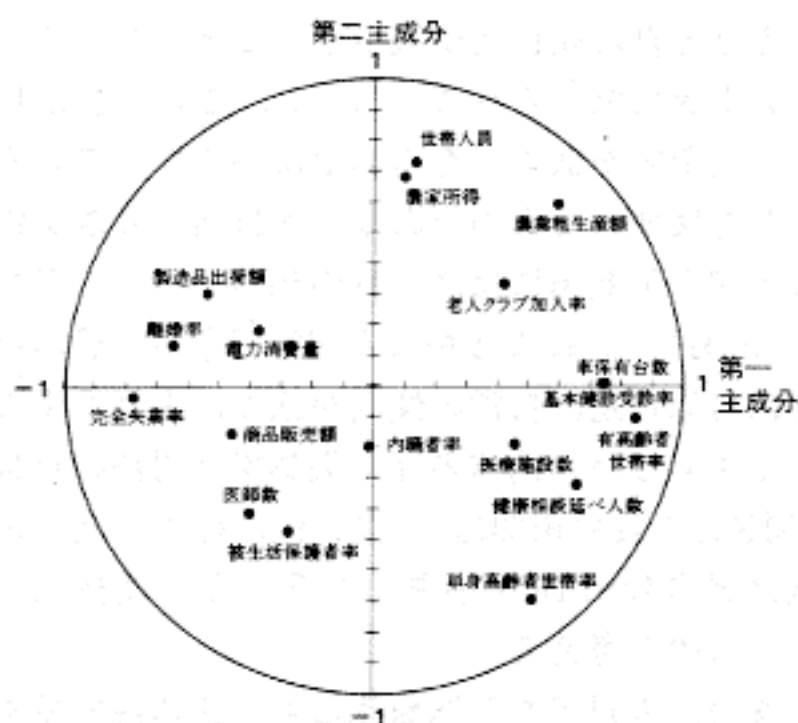 第二主成分
1
世帯人員
農家所得
農業粗生産額
製造品出荷額
老人クラブ加入率
離婚率
電力消費量
車保有台数
-1
1
第一
主成分
基本健診受診率
完全失業率
有高齢者
世帯率
商品販売額
内職者率
医療施設数
医師数
健康相談延べ人数
被生活保護者率
単身高齢者世帯率
-1